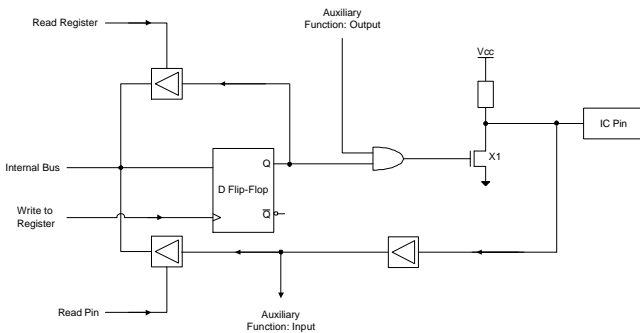 Auxiliary
Function: Output
Read Register
Vcc
IC Pin
X1
Internal Bus
Q
D Flip-Flop
Q̅
Write to
Register
Read Pin
Auxiliary
Function: Input